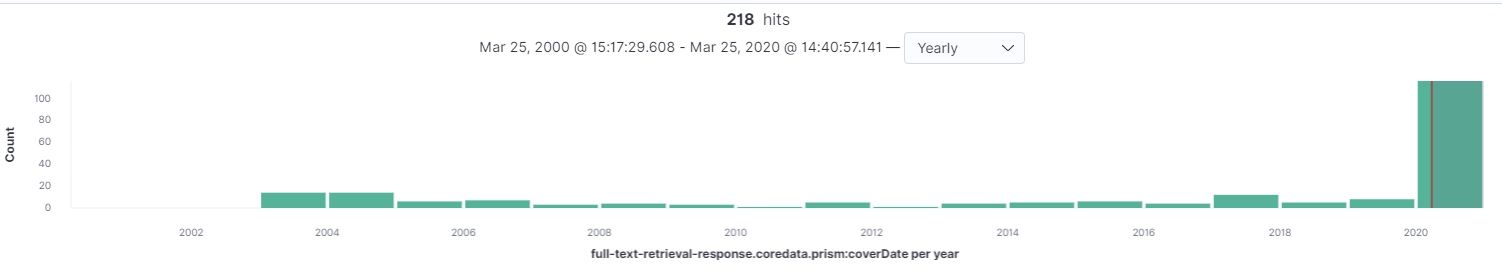 218 hits
Mar 25, 2000 @ 15:17:29.608 - Mar 25, 2020 @ 14:40:57.141 — Yearly
Count
100
80
60
40
20
0
2002 2004 2006 2008 2010 2012 2014 2016 2018 2020
full-text-retrieval-response.coredata.prism:coverDate per year